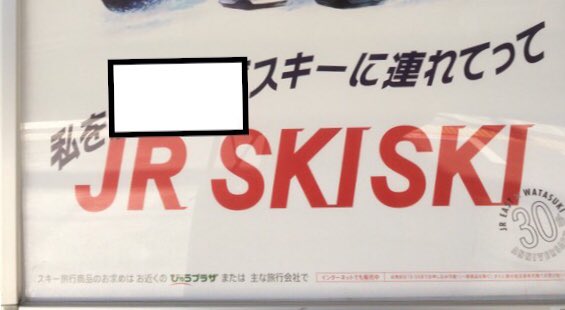 私を
スキーに連れてって
JR SKISKI
JR EAST WATASUKI
30th
ANNIVERSARY
スキー旅行商品のお求めは お近くの びゅうプラザ または 主な旅行会社で
インターネットでも販売中